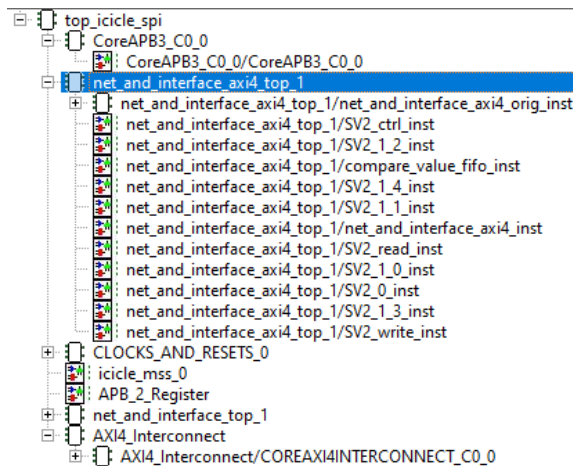 top_icicle_spi
CoreAPB3_C0_0
CoreAPB3_C0_0/CoreAPB3_C0_0
net_and_interface_axi4_top_1
net_and_interface_axi4_top_1/net_and_interface_axi4_orig_inst
net_and_interface_axi4_top_1/SV2_ctrl_inst
net_and_interface_axi4_top_1/SV2_1_2_inst
net_and_interface_axi4_top_1/compare_value_fifo_inst
net_and_interface_axi4_top_1/SV2_1_4_inst
net_and_interface_axi4_top_1/SV2_1_1_inst
net_and_interface_axi4_top_1/net_and_interface_axi4_inst
net_and_interface_axi4_top_1/SV2_read_inst
net_and_interface_axi4_top_1/SV2_1_0_inst
net_and_interface_axi4_top_1/SV2_0_inst
net_and_interface_axi4_top_1/SV2_1_3_inst
net_and_interface_axi4_top_1/SV2_write_inst
CLOCKS_AND_RESETS_0
icicle_mss_0
APB_2_Register
net_and_interface_top_1
AXI4_Interconnect
AXI4_Interconnect/COREAXI4INTERCONNECT_C0_0